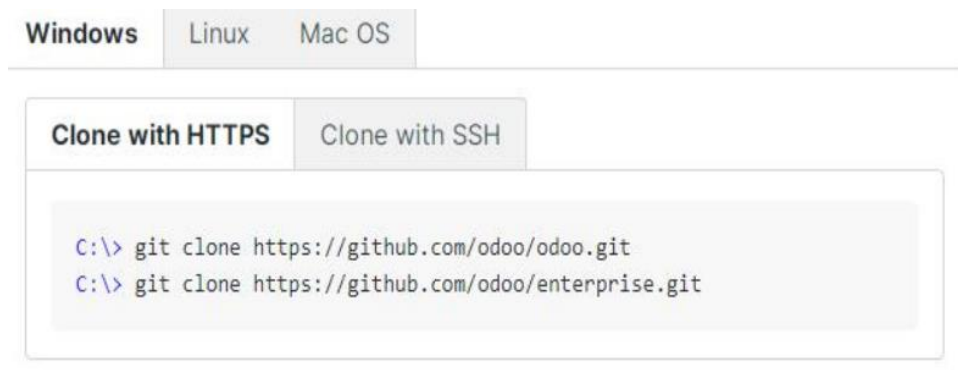 Windows Linux Mac OS
Clone with HTTPS Clone with SSH
C:\> git clone https://github.com/odoo/odoo.git
C:\> git clone https://github.com/odoo/enterprise.git